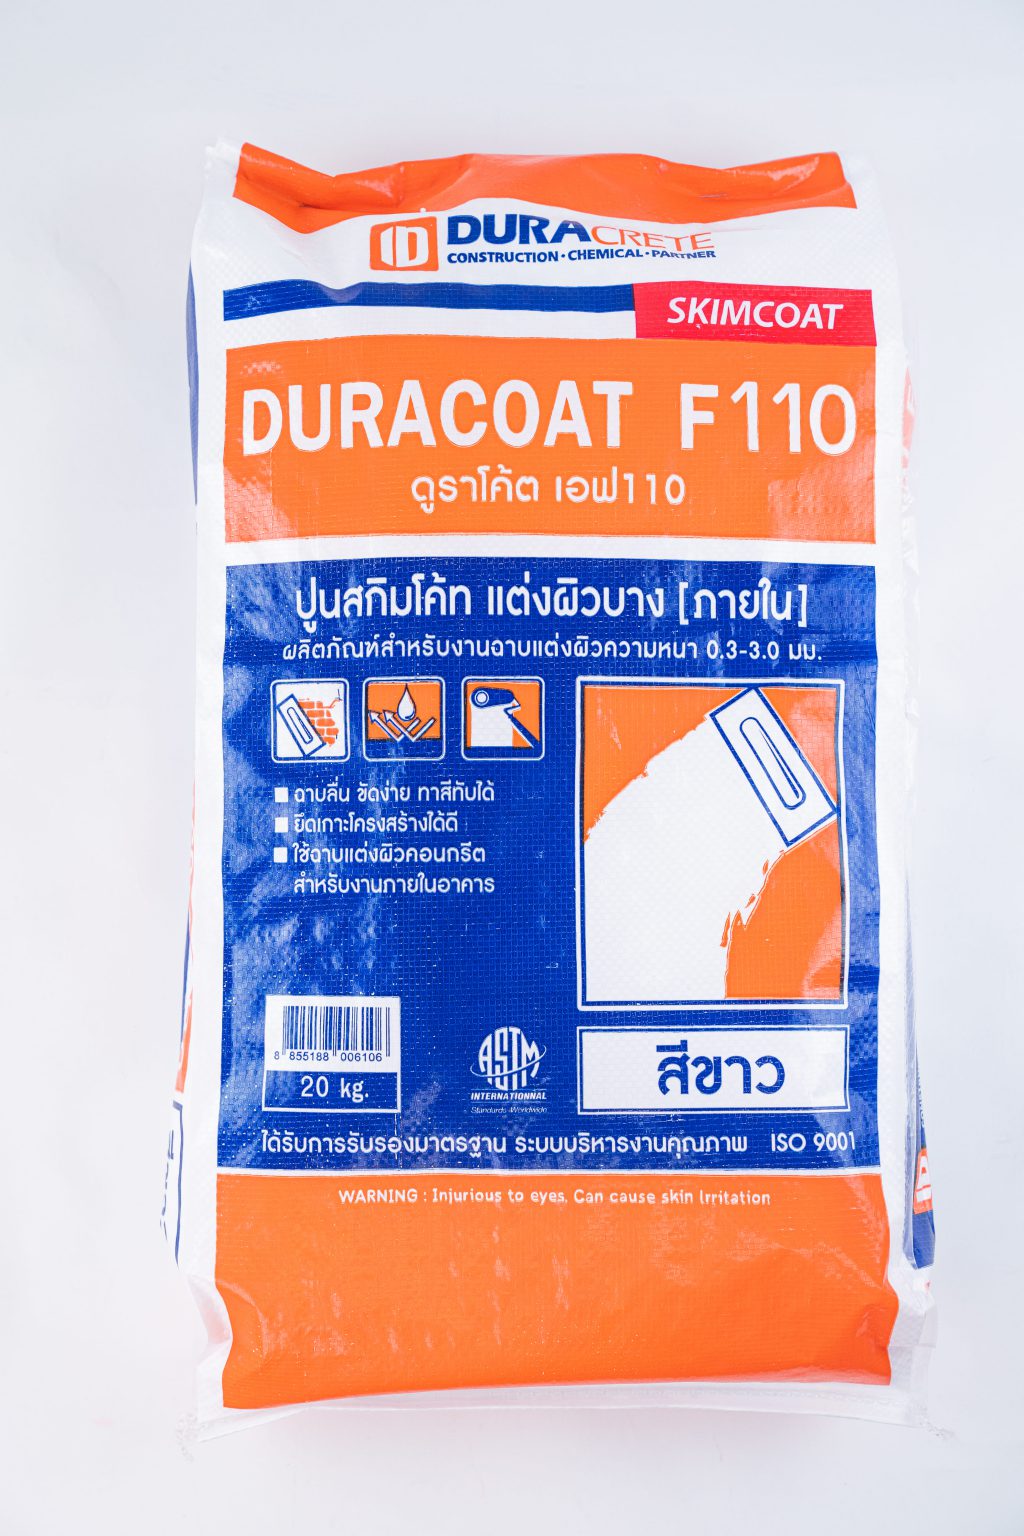 DURACRETE
CONSTRUCTION·CHEMICAL·PARTNER
SKIMCOAT
DURACOAT F110
ดูราโค้ต เอฟ110
ปูนสกิมโค้ท แต่งผิวบาง [ภายใน]
ผลิตภัณฑ์สำหรับงานฉาบแต่งผิวความหนา 0.3-3.0 มม.
ฉาบลื่น ขัดง่าย ทาสีทับได้
ยึดเกาะโครงสร้างได้ดี
ใช้ฉาบแต่งผิวคอนกรีต
สำหรับงานภายในอาคาร
8 855188 006106
20 kg.
ASTM
INTERNATIONNAL
Standards Worldwide
สีขาว
ได้รับการรับรองมาตรฐาน ระบบบริหารงานคุณภาพ ISO 9001
WARNING : Injurious to eyes. Can cause skin Irritation